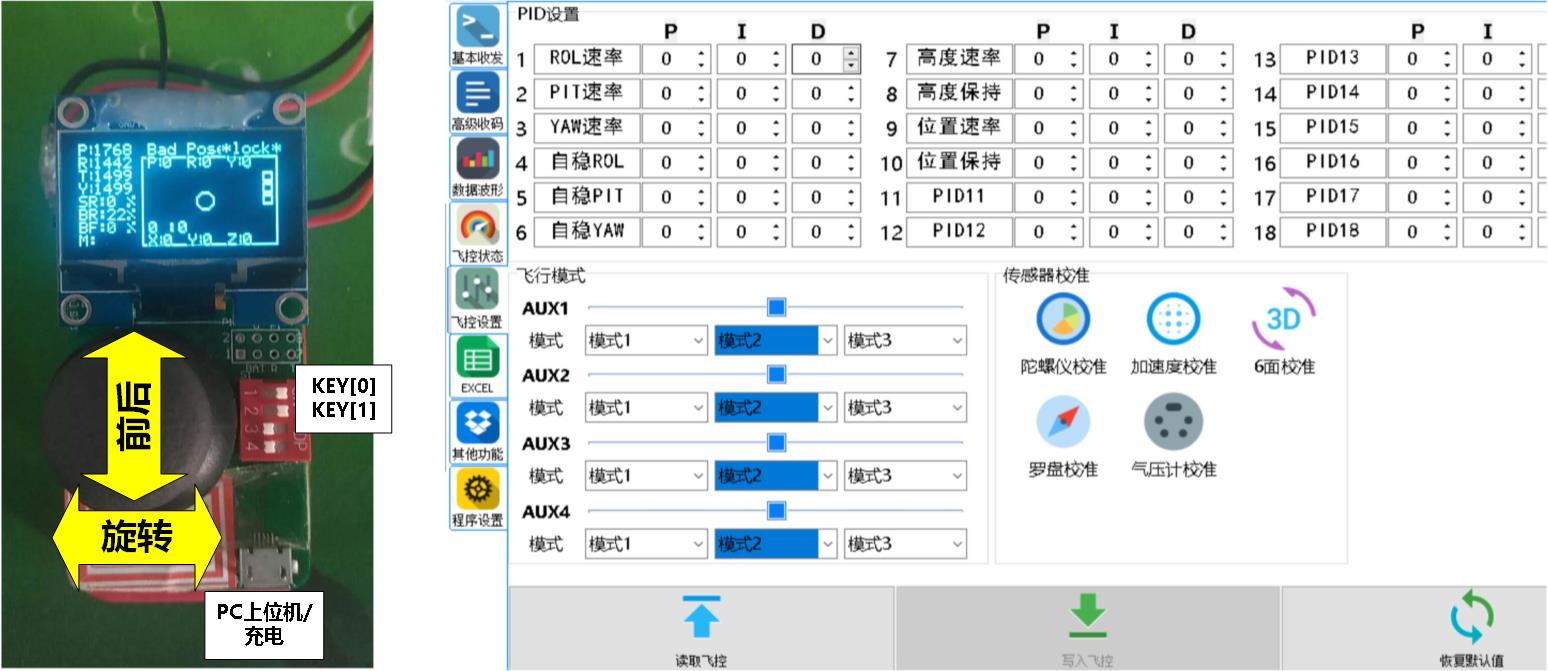 P:1768 Bad Pose*lock*
R:1442 P:0 R:0 Y:0
T:1499
Y:1499
SR:0 %
BR:22%
BF:0 % 0 :0
M: X:0 Y:0 Z:0
1 2 3 4
KEY[0]
KEY[1]
前后
旋转
PC上位机/
充电
基本收发
高级收码
数据波形
飞控状态
飞控设置
EXCEL
其他功能
程序设置
PID设置
P I D P I D P I
1 ROL速率 0 0 0 7 高度速率 0 0 0 13 PID13 0 0
2 PIT速率 0 0 0 8 高度保持 0 0 0 14 PID14 0 0
3 YAW速率 0 0 0 9 位置速率 0 0 0 15 PID15 0 0
4 自稳ROL 0 0 0 10 位置保持 0 0 0 16 PID16 0 0
5 自稳PIT 0 0 0 11 PID11 0 0 0 17 PID17 0 0
6 自稳YAW 0 0 0 12 PID12 0 0 0 18 PID18 0 0
飞行模式
AUX1
模式 模式1 模式2 模式3
AUX2
模式 模式1 模式2 模式3
AUX3
模式 模式1 模式2 模式3
AUX4
模式 模式1 模式2 模式3
传感器校准
3D
陀螺仪校准 加速度校准 6面校准
罗盘校准 气压计校准
读取飞控 写入飞控 恢复默认值